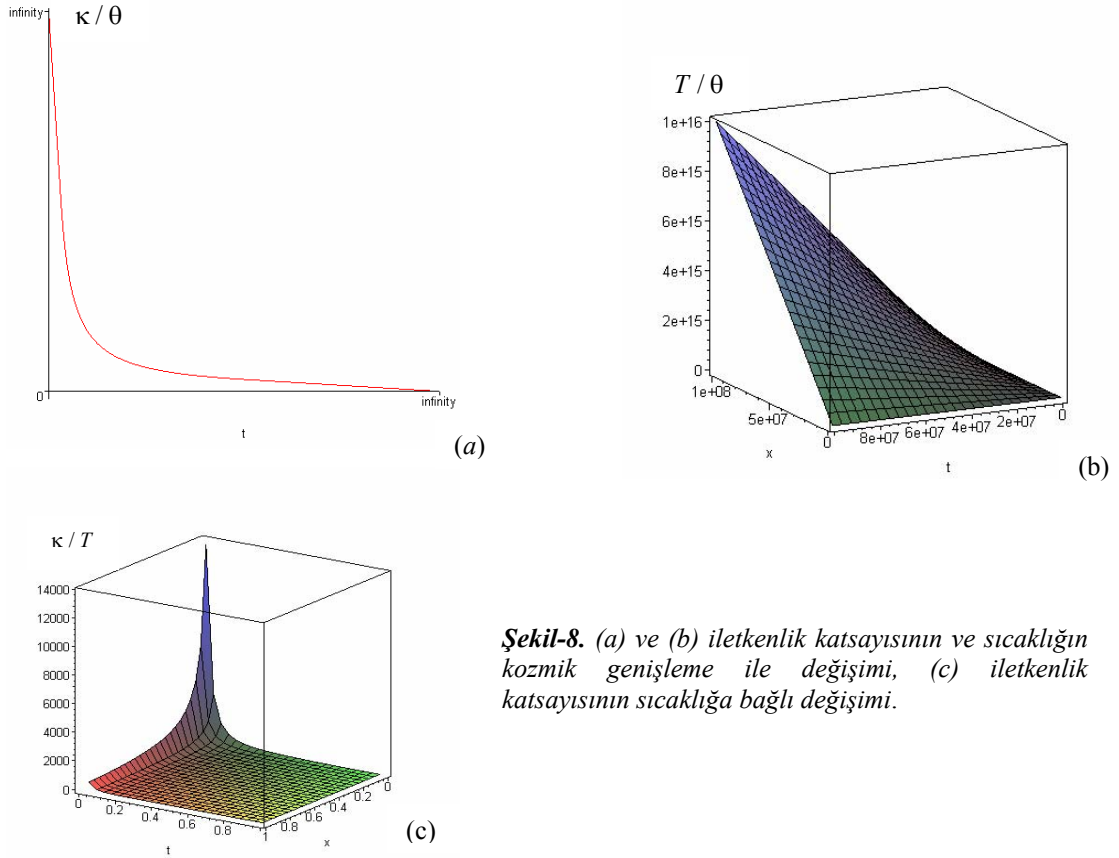 κ / θ
infinity
0
infinity
t
(a)
T / θ
1e+16
8e+15
6e+15
4e+15
2e+15
0
1e+08
5e+07
0
x
8e+07 6e+07 4e+07 2e+07 0
t
(b)
κ / T
14000
12000
10000
8000
6000
4000
2000
0
0 0.2 0.4 0.6 0.8 1
t
0.8 0.6 0.4 0.2 0
x
(c)
Şekil-8. (a) ve (b) iletkenlik katsayısının ve sıcaklığın
kozmik genişleme ile değişimi, (c) iletkenlik
katsayısının sıcaklığa bağlı değişimi.